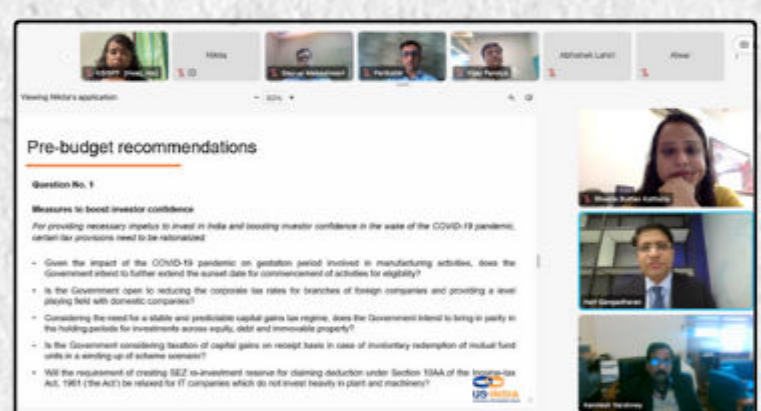 Nikita
Abhishek Lahiri
Viewing Nikita's application
Pre-budget recommendations
Question No. 1
Measures to boost investor confidence
For providing necessary impetus to invest in India and boosting investor confidence in the wake of the COVID-19 pandemic,
certain tax provisions need to be rationalized:
- Given the impact of the COVID-19 pandemic on gestation period involved in manufacturing activities, does the
Government intend to further extend the sunset date for commencement of activities for eligibility?
- Is the Government open to reducing the corporate tax rates for branches of foreign companies and providing a level
playing field with domestic companies?
- Considering the need for a stable and predictable capital gains tax regime, does the Government intend to bring in parity in
the holding periods for investments across equity, debt and immovable property?
- Is the Government considering taxation of capital gains on receipt basis in case of involuntary redemption of mutual fund
units in a winding up of scheme scenario?
- Will the requirement of creating SEZ re-investment reserve for claiming deduction under Section 10AA of the Income-tax
Act, 1961 ('the Act') be relaxed for IT companies which do not invest heavily in plant and machinery?
US-INDIA